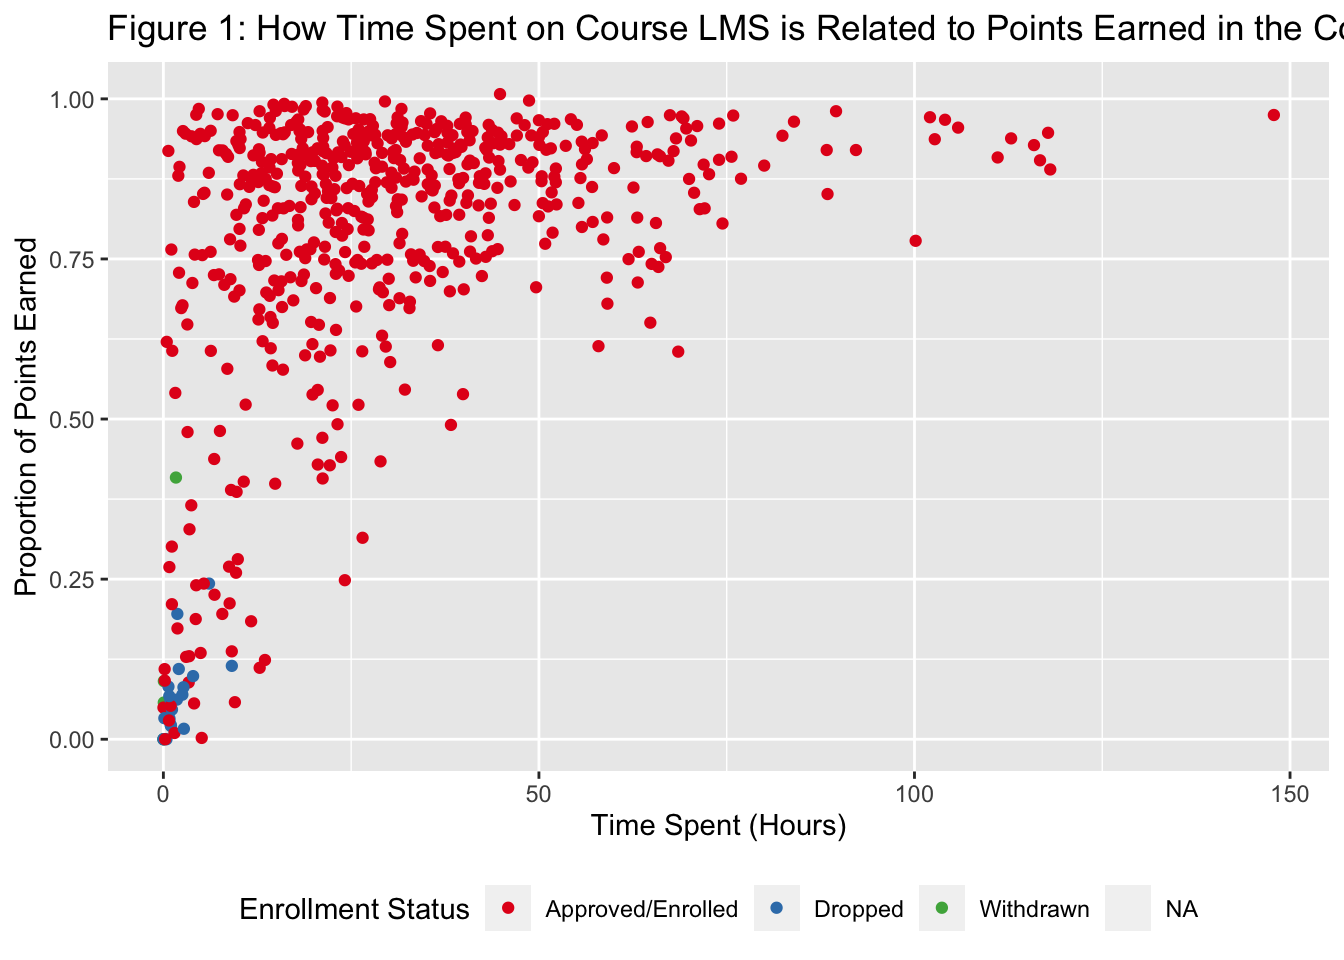 Figure 1: How Time Spent on Course LMS is Related to Points Earned in the Co
1.00
0.75
0.50
0.25
0.00
Proportion of Points Earned
0 50 100 150
Time Spent (Hours)
Enrollment Status Approved/Enrolled Dropped Withdrawn NA